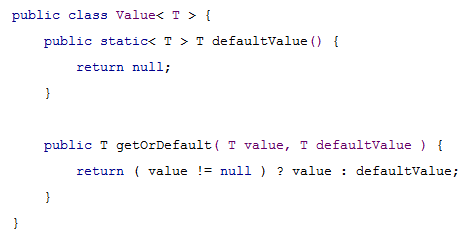 public class Value< T > {
    public static< T > T defaultValue() {
        return null;
    }

    public T getOrDefault( T value, T defaultValue ) {
        return ( value != null ) ? value : defaultValue;
    }
}